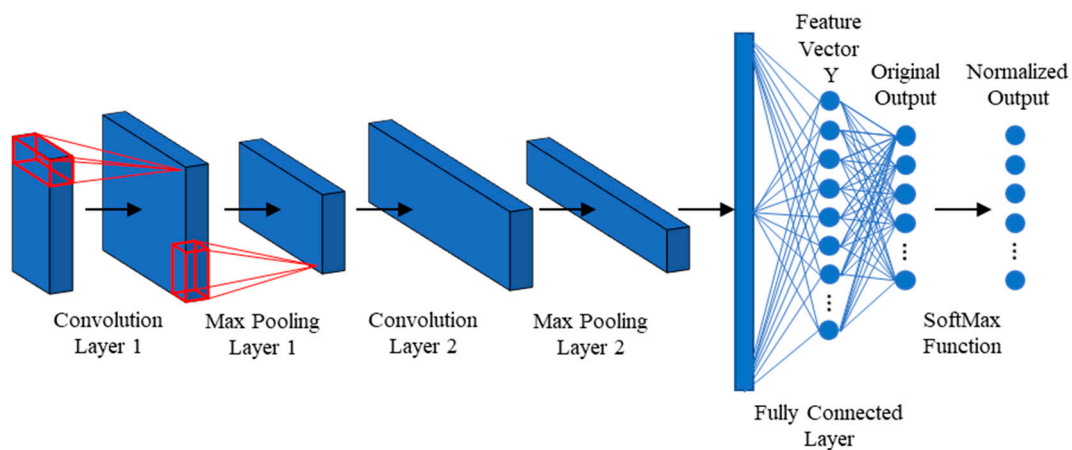 Feature
Vector
Y
Original
Output
Normalized
Output
Convolution
Layer 1
Max Pooling
Layer 1
Convolution
Layer 2
Max Pooling
Layer 2
SoftMax
Function
Fully Connected
Layer